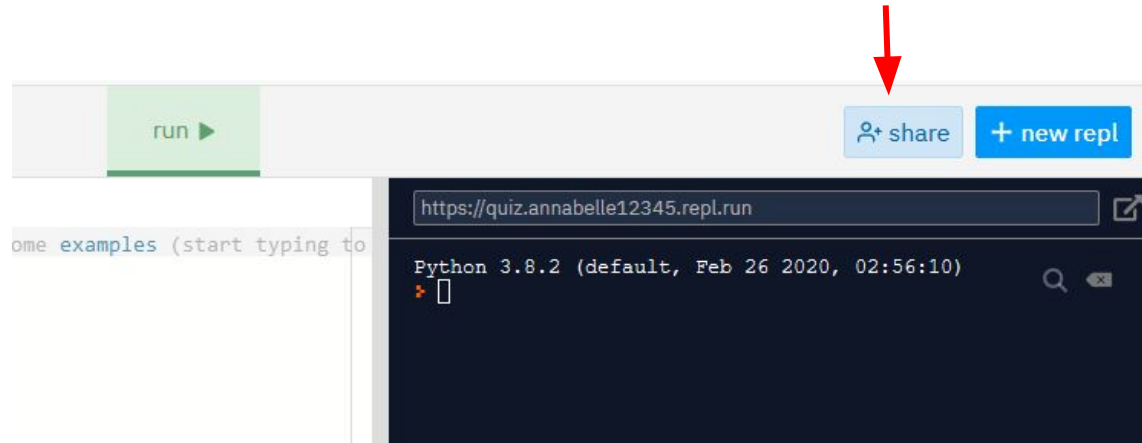 run
share
+ new repl
https://quiz.annabelle12345.repl.run
ome examples (start typing to
Python 3.8.2 (default, Feb 26 2020, 02:56:10)